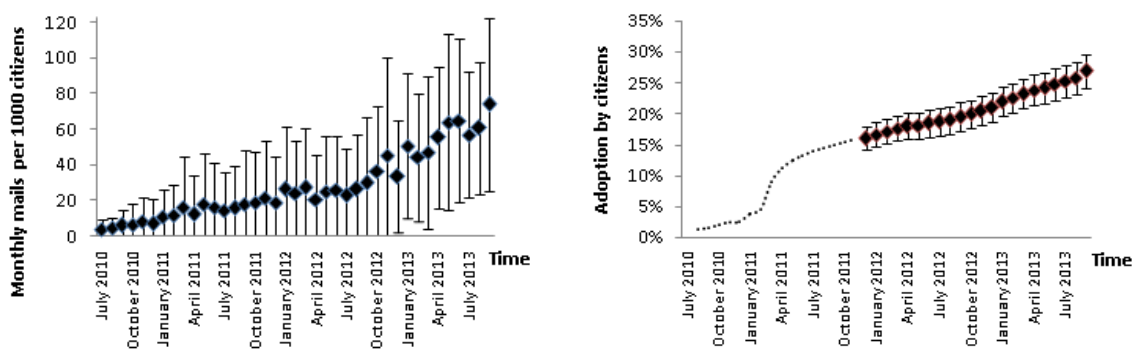 Monthly mails per 1000 citizens
120
100
80
60
40
20
0
July 2010
October 2010
January 2011
April 2011
July 2011
October 2011
January 2012
April 2012
July 2012
October 2012
January 2013
April 2013
July 2013
Time
Adoption by citizens
35%
30%
25%
20%
15%
10%
5%
0%
July 2010
October 2010
January 2011
April 2011
July 2011
October 2011
January 2012
April 2012
July 2012
October 2012
January 2013
April 2013
July 2013
Time